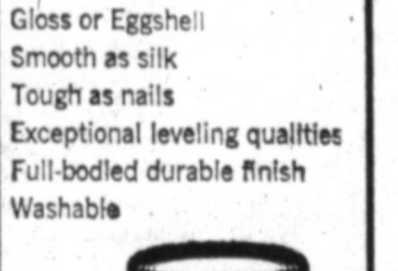 Gloss or Eggshell
Smooth as silk
Tough as nails
Exceptional leveling qualities
Full-bodied durable finish
Washable